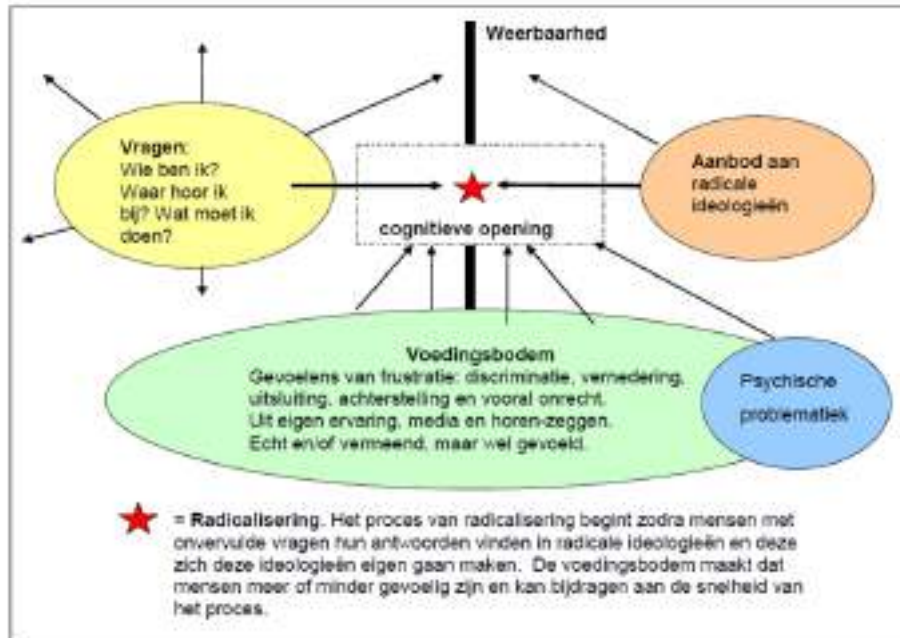 Weerbaarhed
Vragen:
Wie ben ik?
Waar hoor ik
bij? Wat moet ik
doen?
Aanbod aan
radicale
ideologieën
cognitieve opening
Voedingsbodem
Gevoelens van frustratie: discriminatie, vernedering,
uitsluiting, achterstelling en vooral onrecht.
Uit eigen ervaring, media en horen-zeggen.
Echt en/of vermeend, maar wel gevoeld.
Psychische
problematiek
= Radicalisering. Het proces van radicalisering begint zodra mensen met
onvervulde vragen hun antwoorden vinden in radicale ideologieën en deze
zich deze ideologieën eigen gaan maken. De voedingsbodem maakt dat
mensen meer of minder gevoelig zijn en kan bijdragen aan de snelheid van
het proces.